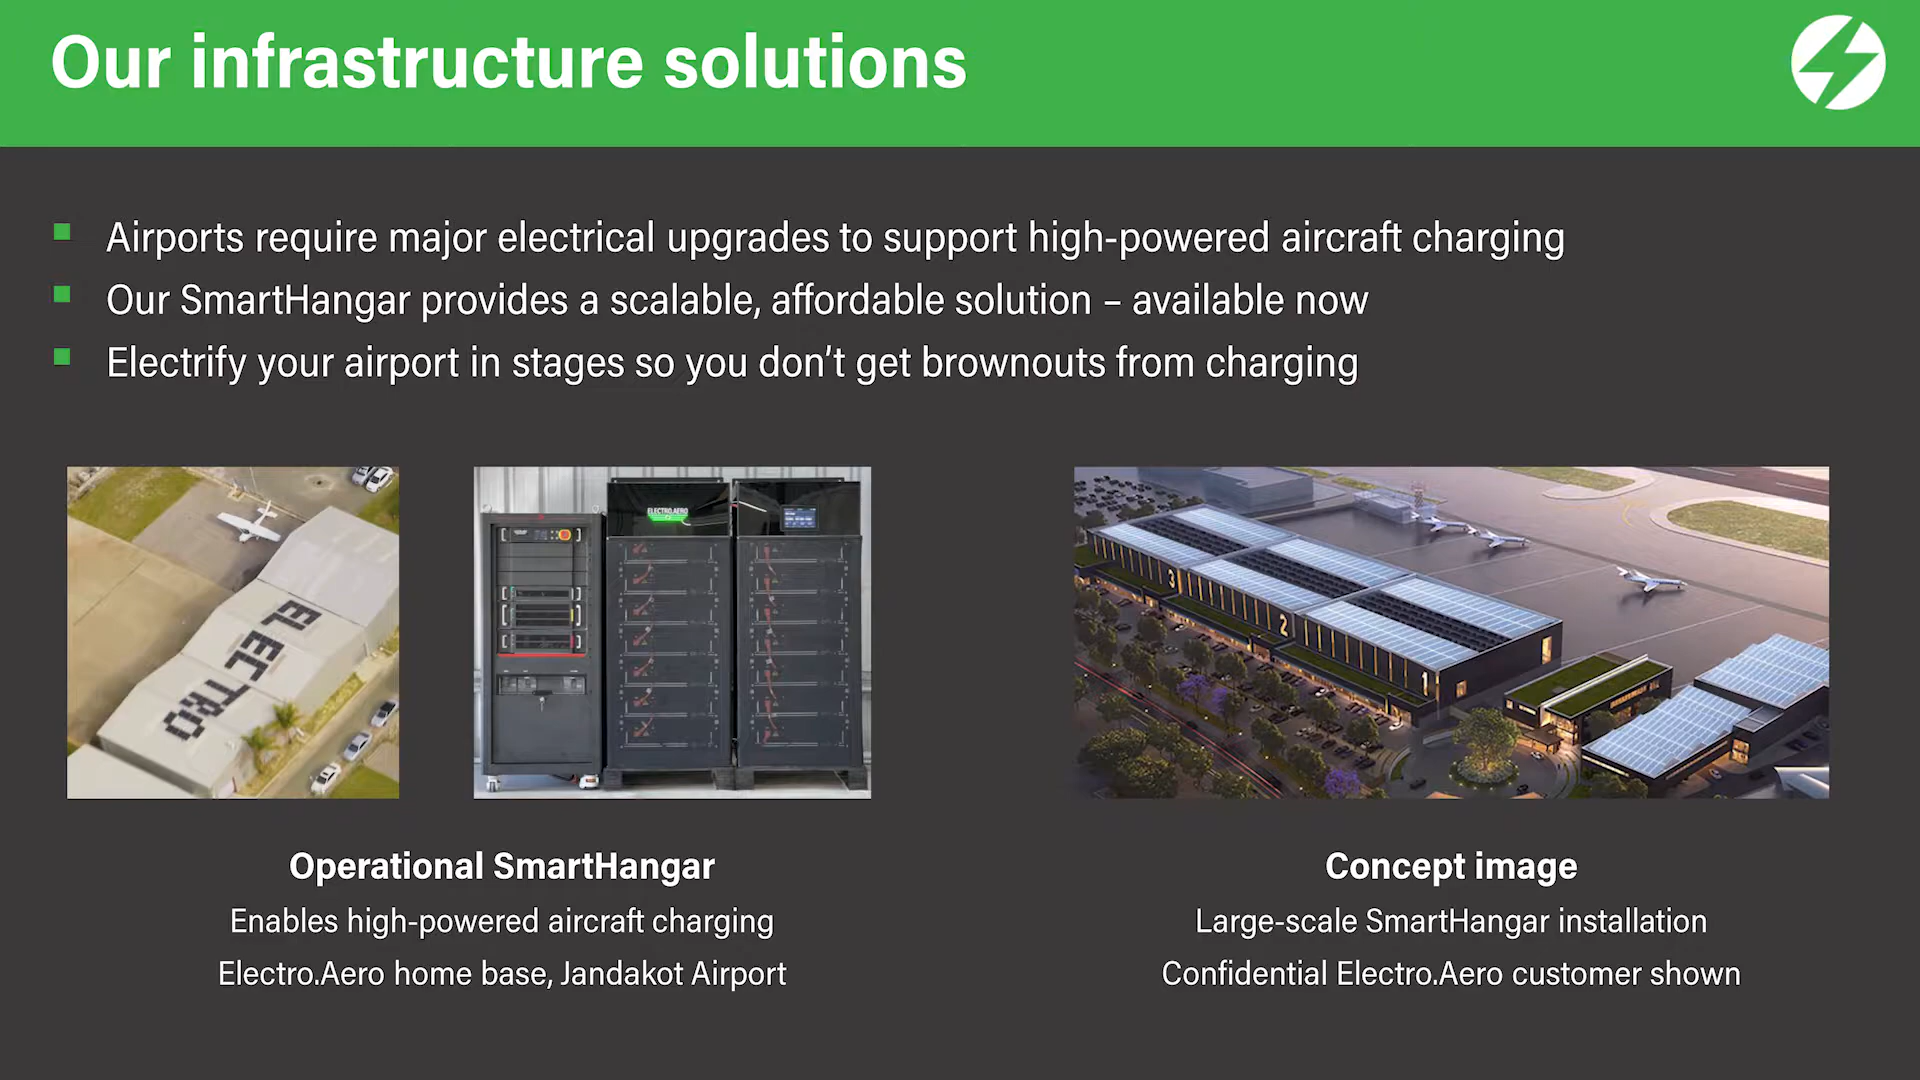 Our infrastructure solutions
Airports require major electrical upgrades to support high-powered aircraft charging
Our SmartHangar provides a scalable, affordable solution – available now
Electrify your airport in stages so you don't get brownouts from charging
ELECTRO
ELECTRO.AERO
3
2
1
Operational SmartHangar
Enables high-powered aircraft charging
Electro.Aero home base, Jandakot Airport
Concept image
Large-scale SmartHangar installation
Confidential Electro.Aero customer shown